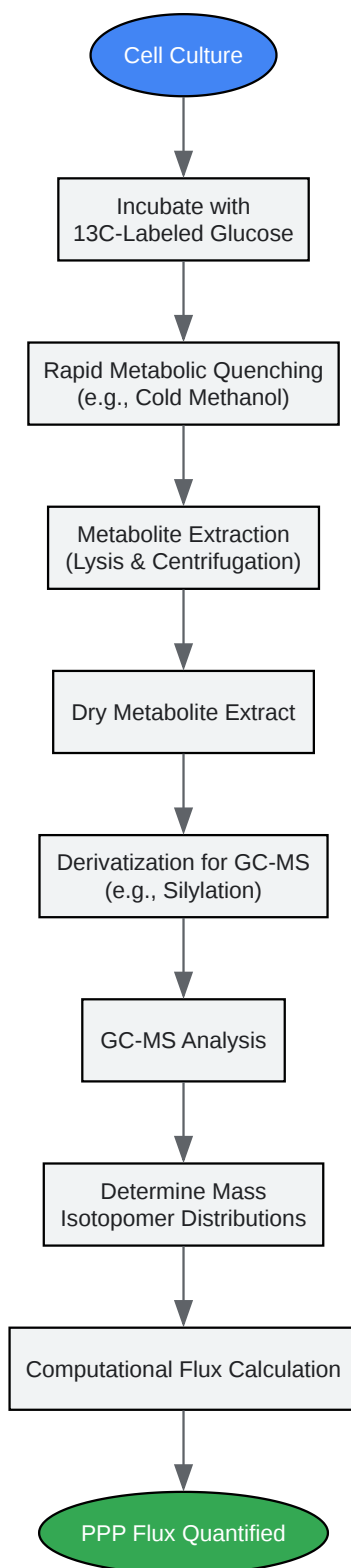 Cell Culture
Incubate with
13C-Labeled Glucose
Rapid Metabolic Quenching
(e.g., Cold Methanol)
Metabolite Extraction
(Lysis & Centrifugation)
Dry Metabolite Extract
Derivatization for GC-MS
(e.g., Silylation)
GC-MS Analysis
Determine Mass
Isotopomer Distributions
Computational Flux Calculation
PPP Flux Quantified